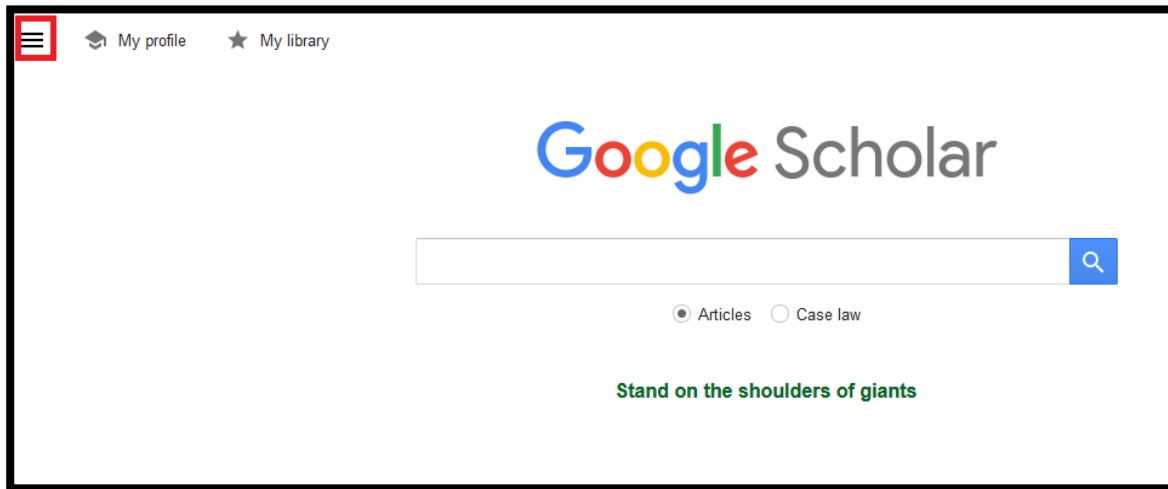 My profile My library
Google Scholar
Articles Case law
Stand on the shoulders of giants